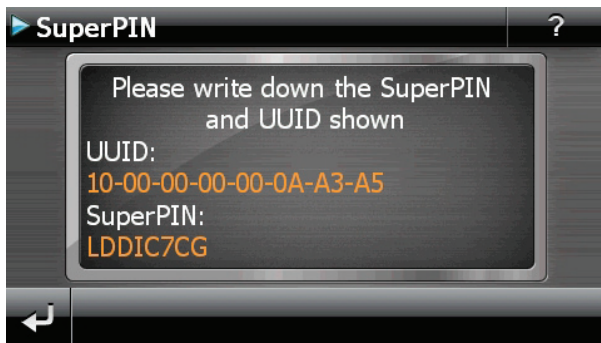 SuperPIN ?
Please write down the SuperPIN
and UUID shown
UUID:
10-00-00-00-00-0A-A3-A5
SuperPIN:
LDDIC7CG